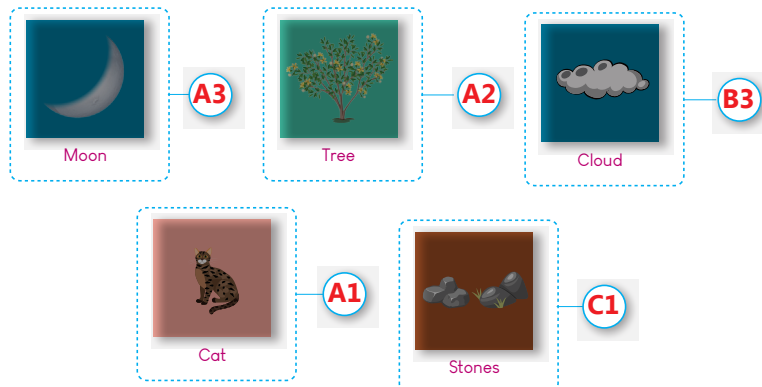 A3
A2
B3
Moon
Tree
Cloud
A1
C1
Cat
Stones